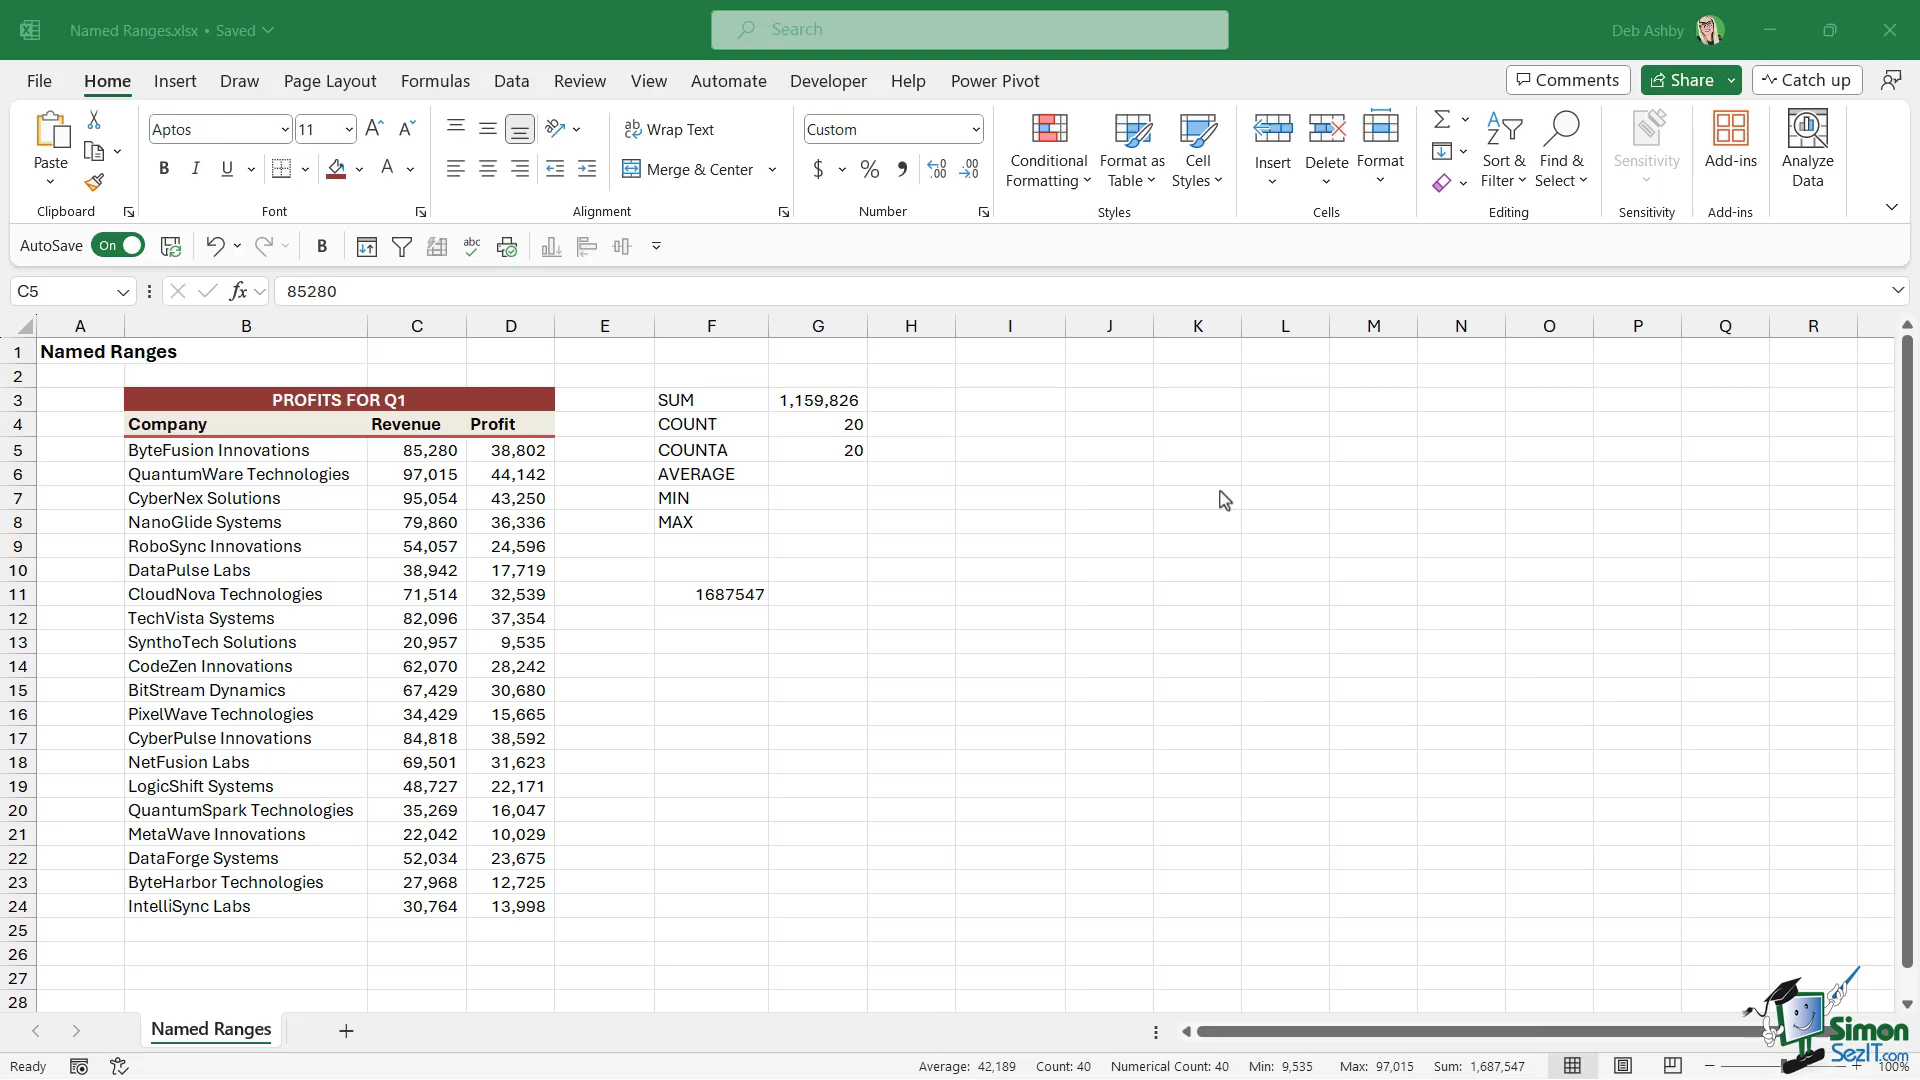 Named Ranges.xlsx • Saved
Search
Deb Ashby
File Home Insert Draw Page Layout Formulas Data Review View Automate Developer Help Power Pivot
Comments Share Catch up
Paste
Clipboard
Aptos 11
B I U A
Font
ab Wrap Text
Merge & Center
Alignment
Custom
$ % 9 .00 .00
Number
Conditional Formatting
Format as Table
Cell Styles
Styles
Insert Delete Format
Cells
Sort & Filter
Find & Select
Editing
Sensitivity
Sensitivity
Add-ins
Add-ins
Analyze Data
AutoSave On B abc
C5 fx 85280
A B C D E F G H I J K L M N O P Q R
1 Named Ranges
2
3 PROFITS FOR Q1 SUM 1,159,826
4 Company Revenue Profit COUNT 20
5 ByteFusion Innovations 85,280 38,802 COUNTA 20
6 QuantumWare Technologies 97,015 44,142 AVERAGE
7 CyberNex Solutions 95,054 43,250 MIN
8 NanoGlide Systems 79,860 36,336 MAX
9 RoboSync Innovations 54,057 24,596
10 DataPulse Labs 38,942 17,719
11 CloudNova Technologies 71,514 32,539 1687547
12 TechVista Systems 82,096 37,354
13 SynthoTech Solutions 20,957 9,535
14 CodeZen Innovations 62,070 28,242
15 BitStream Dynamics 67,429 30,680
16 PixelWave Technologies 34,429 15,665
17 CyberPulse Innovations 84,818 38,592
18 NetFusion Labs 69,501 31,623
19 LogicShift Systems 48,727 22,171
20 QuantumSpark Technologies 35,269 16,047
21 MetaWave Innovations 22,042 10,029
22 DataForge Systems 52,034 23,675
23 ByteHarbor Technologies 27,968 12,725
24 IntelliSync Labs 30,764 13,998
25
26
27
28
Named Ranges
Simon
SezIT.com
Ready Average: 42,189 Count: 40 Numerical Count: 40 Min: 9,535 Max: 97,015 Sum: 1,687,547 100%